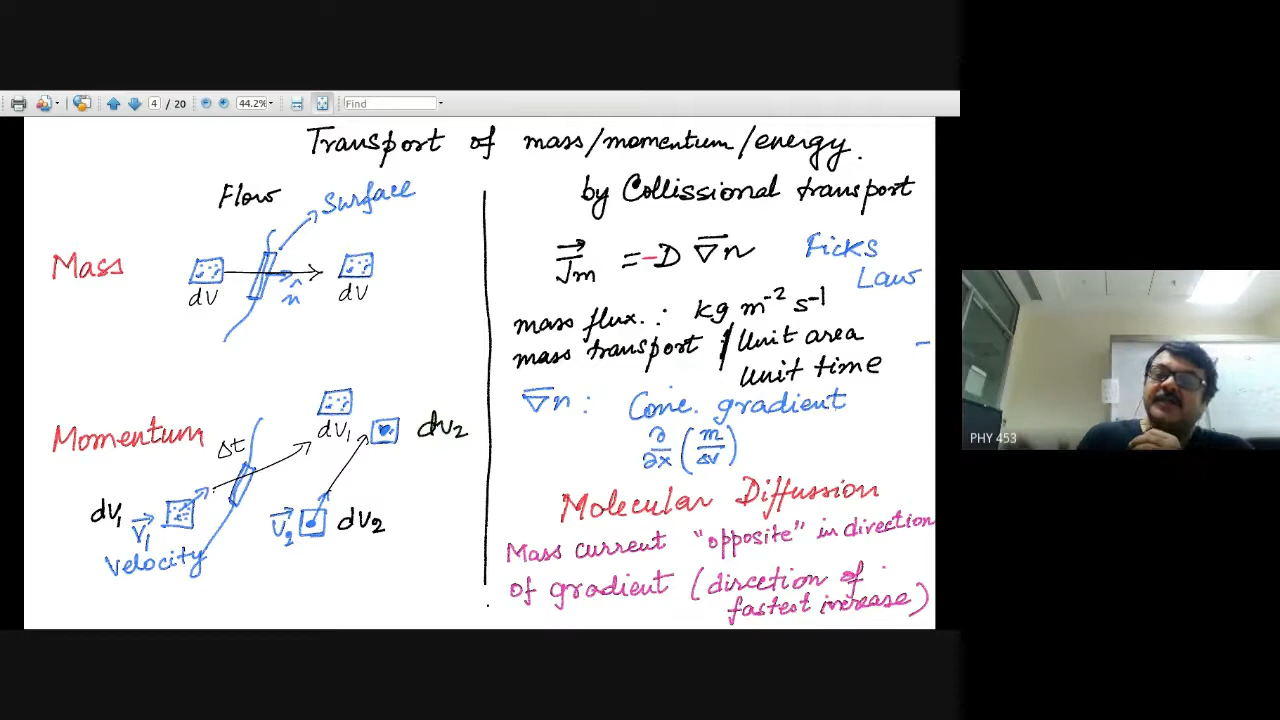 4 / 20
44.2%
Find
Transport of mass/momentum/energy.
by Collissional transport
Flow
Surface
Mass
dV
n̂
dV
Momentum
Δt
dV₁
dV₂
dV₁
V⃗₁
Velocity
V⃗₂
dV₂
J⃗m = -D ∇̅n
Ficks
Law
mass flux. : kg m⁻² s⁻¹
mass transport / Unit area
Unit time
∇̅n : Conc. gradient
∂/∂x (m/ΔV)
Molecular Diffussion
Mass current "opposite" in direction
of gradient (direction of
fastest increase)
PHY 453